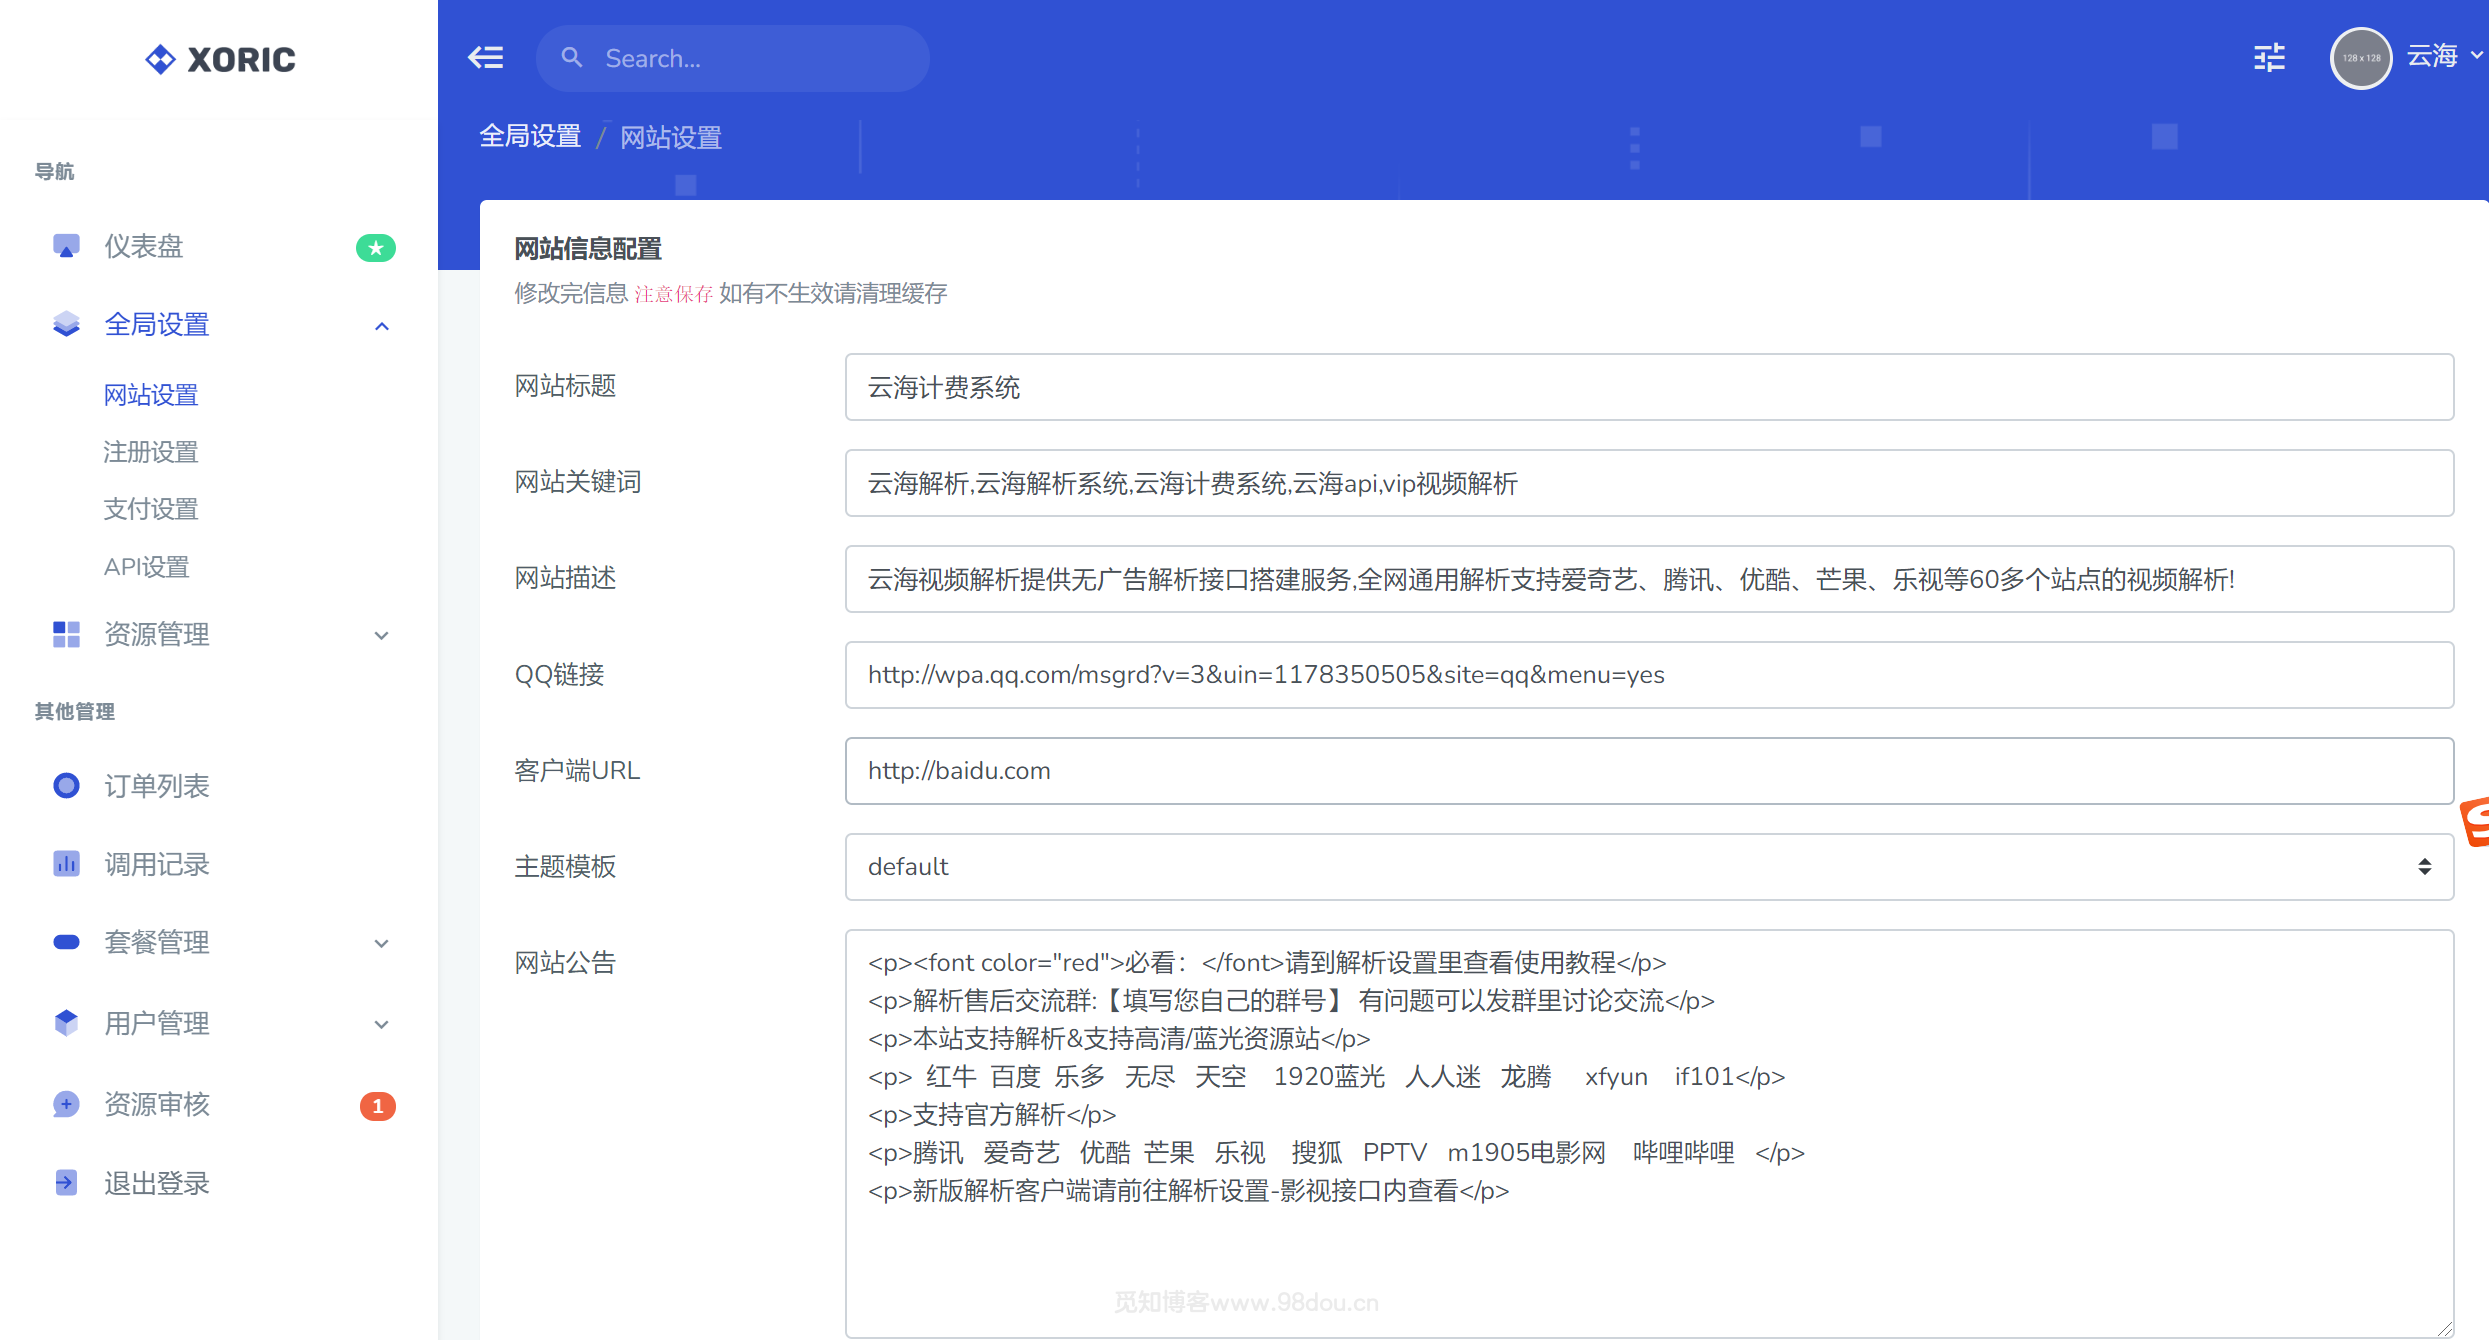 XORIC
Search...
128 x 128
云海
全局设置 / 网站设置
导航
仪表盘
全局设置
网站设置
注册设置
支付设置
API设置
资源管理
其他管理
订单列表
调用记录
套餐管理
用户管理
资源审核
1
退出登录
网站信息配置
修改完信息 注意保存 如有不生效请清理缓存
网站标题
云海计费系统
网站关键词
云海解析,云海解析系统,云海计费系统,云海api,vip视频解析
网站描述
云海视频解析提供无广告解析接口搭建服务,全网通用解析支持爱奇艺、腾讯、优酷、芒果、乐视等60多个站点的视频解析!
QQ链接
http://wpa.qq.com/msgrd?v=3&uin=1178350505&site=qq&menu=yes
客户端URL
http://baidu.com
主题模板
default
网站公告
<p><font color="red">必看：</font>请到解析设置里查看使用教程</p>
<p>解析售后交流群:【填写您自己的群号】 有问题可以发群里讨论交流</p>
<p>本站支持解析&支持高清/蓝光资源站</p>
<p> 红牛 百度 乐多 无尽 天空 1920蓝光 人人迷 龙腾 xfyun if101</p>
<p>支持官方解析</p>
<p>腾讯 爱奇艺 优酷 芒果 乐视 搜狐 PPTV m1905电影网 哔哩哔哩 </p>
<p>新版解析客户端请前往解析设置-影视接口内查看</p>
觅知博客www.98dou.cn